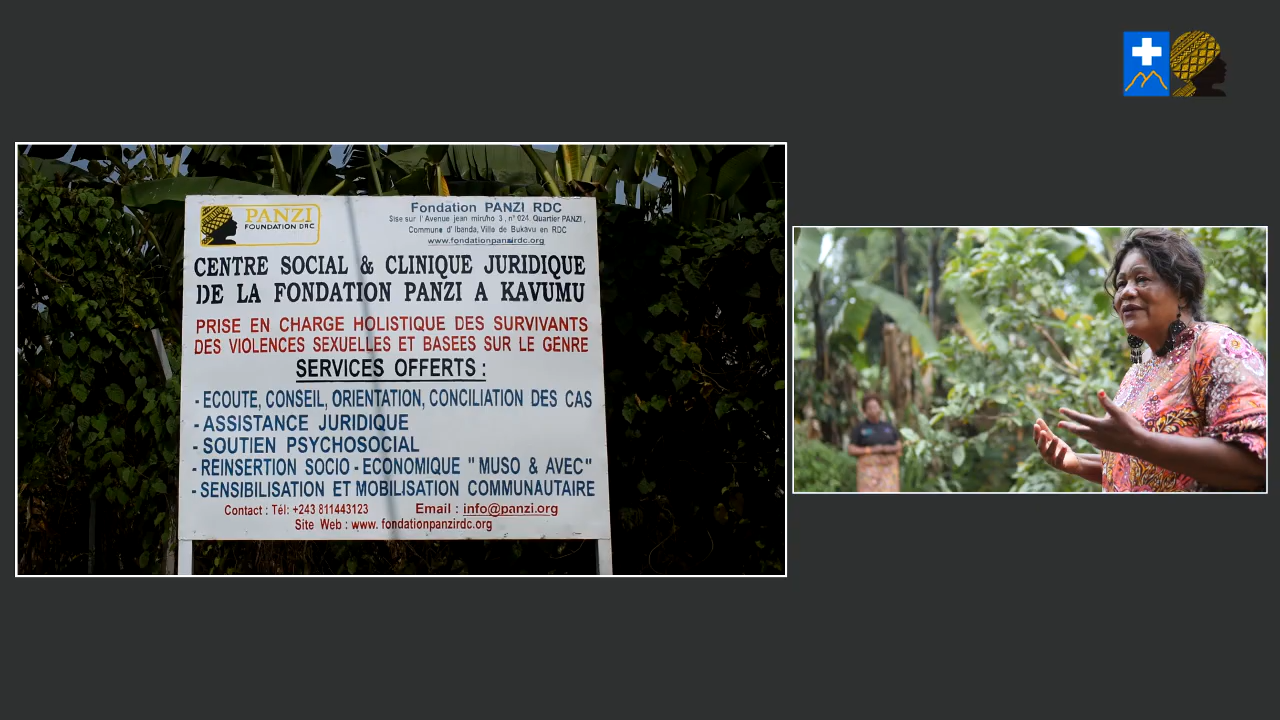 PANZI
FOUNDATION DRC
Fondation PANZI RDC
Sise sur l'Avenue jean miruho 3, n° 024. Quartier PANZI,
Commune d'Ibanda, Ville de Bukavu en RDC
www.fondationpanzirdc.org
CENTRE SOCIAL & CLINIQUE JURIDIQUE
DE LA FONDATION PANZI A KAVUMU
PRISE EN CHARGE HOLISTIQUE DES SURVIVANTS
DES VIOLENCES SEXUELLES ET BASEES SUR LE GENRE
SERVICES OFFERTS :
- ECOUTE, CONSEIL, ORIENTATION, CONCILIATION DES CAS
- ASSISTANCE JURIDIQUE
- SOUTIEN PSYCHOSOCIAL
- REINSERTION SOCIO - ECONOMIQUE "MUSO & AVEC"
- SENSIBILISATION ET MOBILISATION COMMUNAUTAIRE
Contact : Tél: +243 811443123 Email : info@panzi.org
Site Web : www. fondationpanzirdc.org